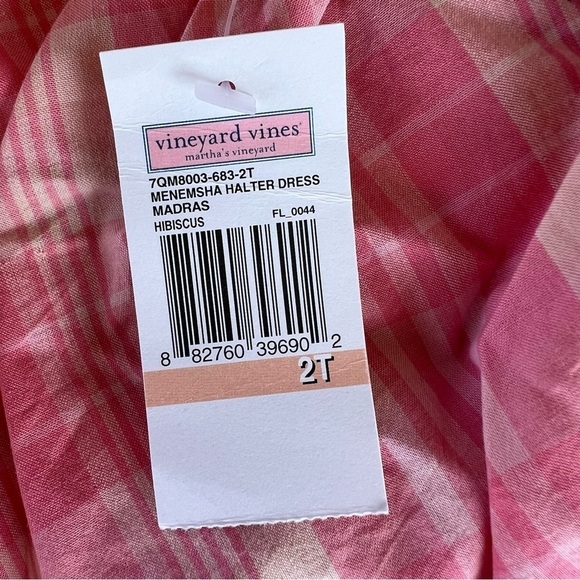 vineyard vines®
martha's vineyard
7QM8003-683-2T
MENEMSHA HALTER DRESS
MADRAS
HIBISCUS FL_0044
8 82760 39690 2
2T